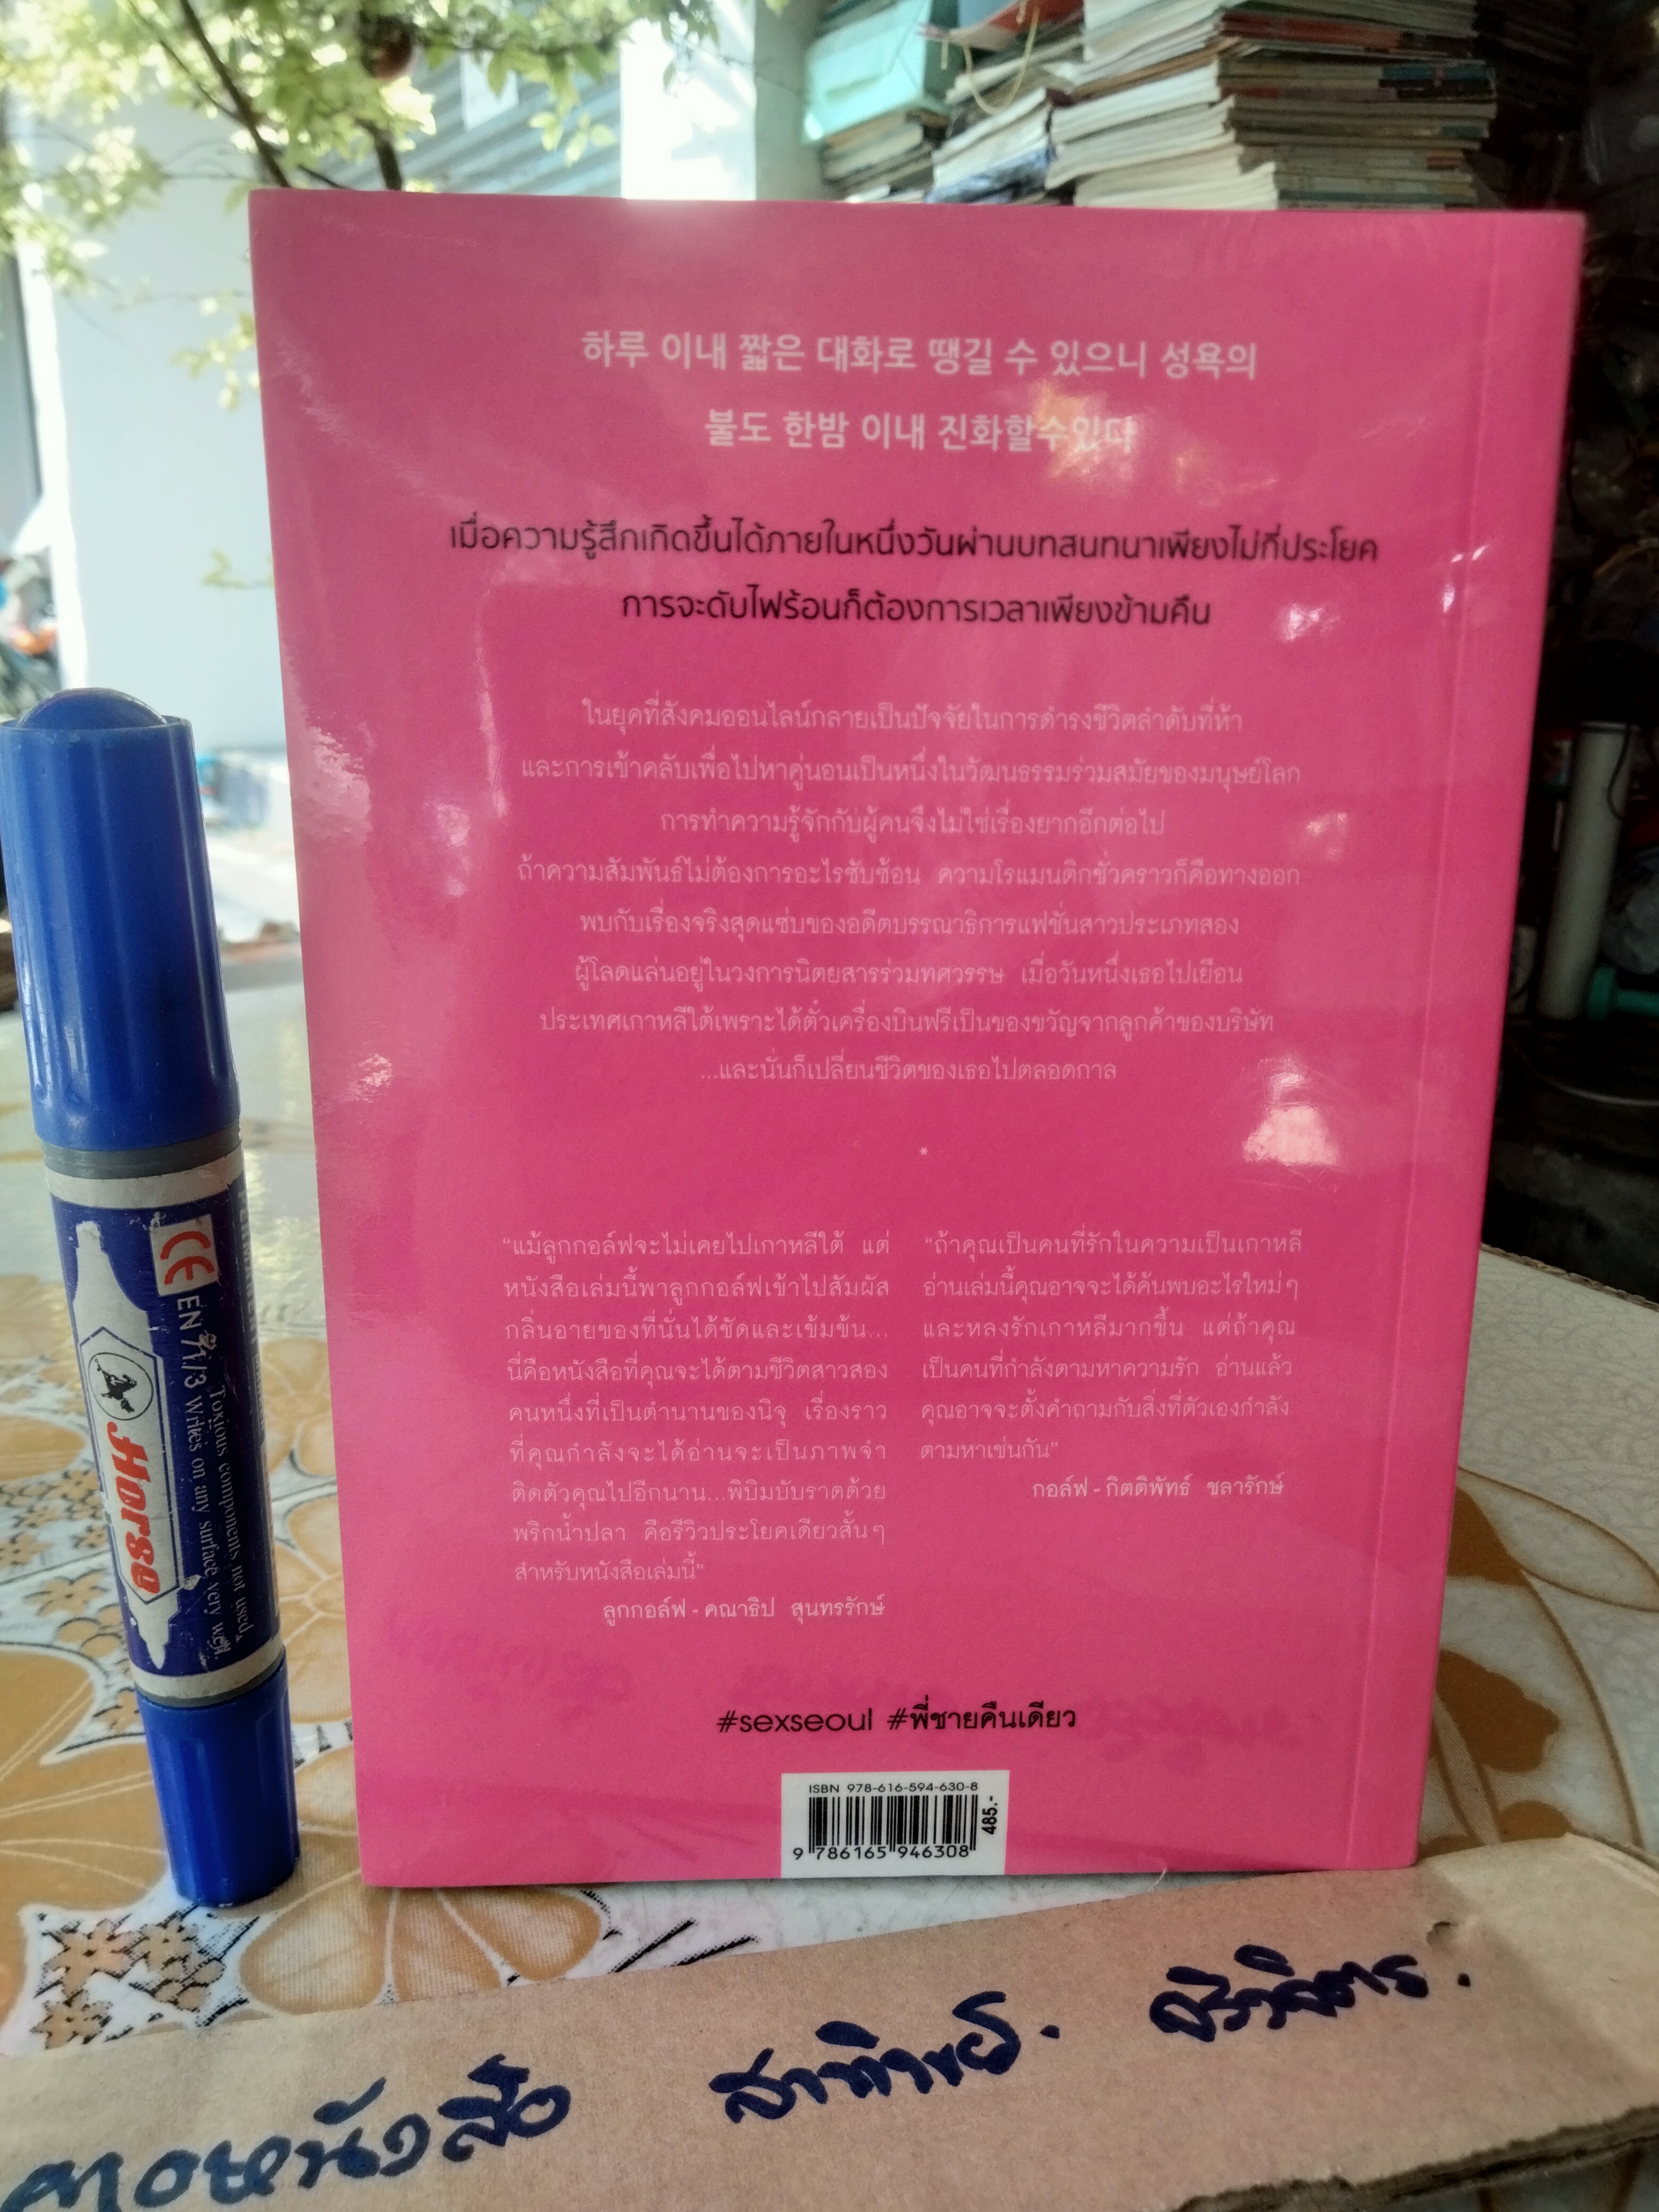 하루 이내 짧은 대화로 땡길 수 있으니 성욕의
불도 한밤 이내 진화할수있다
เมื่อความรู้สึกเกิดขึ้นได้ภายในหนึ่งวันผ่านบทสนทนาเพียงไม่กี่ประโยค
การจะดับไฟร้อนก็ต้องการเวลาเพียงข้ามคืน
ในยุคที่สังคมออนไลน์กลายเป็นปัจจัยในการดำรงชีวิตลำดับที่ห้า
และการเข้าคลับเพื่อไปหาคู่นอนเป็นหนึ่งในวัฒนธรรมร่วมสมัยของมนุษย์โลก
การทำความรู้จักกับผู้คนจึงไม่ใช่เรื่องยากอีกต่อไป
ถ้าความสัมพันธ์ไม่ต้องการอะไรซับซ้อน ความโรแมนติกชั่วคราวก็คือทางออก
พบกับเรื่องจริงสุดแซ่บของอดีตบรรณาธิการแฟชั่นสาวประเภทสอง
ผู้โลดแล่นอยู่ในวงการนิตยสารร่วมทศวรรษ เมื่อวันหนึ่งเธอไปเยือน
ประเทศเกาหลีใต้เพราะได้ตั๋วเครื่องบินฟรีเป็นของขวัญจากลูกค้าของบริษัท
...และนั่นก็เปลี่ยนชีวิตของเธอไปตลอดกาล
*
"แม้ลูกกอล์ฟจะไม่เคยไปเกาหลีใต้ แต่
หนังสือเล่มนี้พาลูกกอล์ฟเข้าไปสัมผัส
กลิ่นอายของที่นั่นได้ชัดและเข้มข้น...
นี่คือหนังสือที่คุณจะได้ตามชีวิตสาวสอง
คนหนึ่งที่เป็นตำนานของนิจุ เรื่องราว
ที่คุณกำลังจะได้อ่านจะเป็นภาพจำ
ติดตัวคุณไปอีกนาน...พิบิมบับราดด้วย
พริกน้ำปลา คือรีวิวประโยคเดียวสั้นๆ
สำหรับหนังสือเล่มนี้"
ลูกกอล์ฟ - คณาธิป สุนทรรักษ์
"ถ้าคุณเป็นคนที่รักในความเป็นเกาหลี
อ่านเล่มนี้คุณอาจจะได้ค้นพบอะไรใหม่ๆ
และหลงรักเกาหลีมากขึ้น แต่ถ้าคุณ
เป็นคนที่กำลังตามหาความรัก อ่านแล้ว
คุณอาจจะตั้งคำถามกับสิ่งที่ตัวเองกำลัง
ตามหาเช่นกัน"
กอล์ฟ - กิตติพัทธ์ ชลารักษ์
#sexseoul #พี่ชายคืนเดียว
ISBN 978-616-594-630-8
485.-
9 786165 946308
Horse
CE EN 71/3 Writes on any surface very well.
"Toxious components not used"